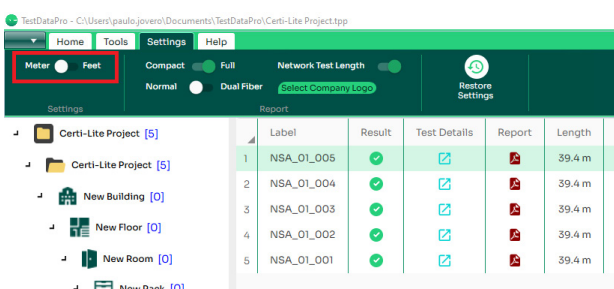 TestDataPro - C:\Users\paulo.jovero\Documents\TestDataPro\Certi-Lite Project.tpp
Home Tools Settings Help
Meter Feet Compact Full Network Test Length
Normal Dual Fiber Select Company Logo Restore Settings
Settings Report
Certi-Lite Project [5]
Certi-Lite Project [5]
New Building [0]
New Floor [0]
New Room [0]
New Rack [0]
Label Result Test Details Report Length
1 NSA_01_005 39.4 m
2 NSA_01_004 39.4 m
3 NSA_01_003 39.4 m
4 NSA_01_002 39.4 m
5 NSA_01_001 39.4 m